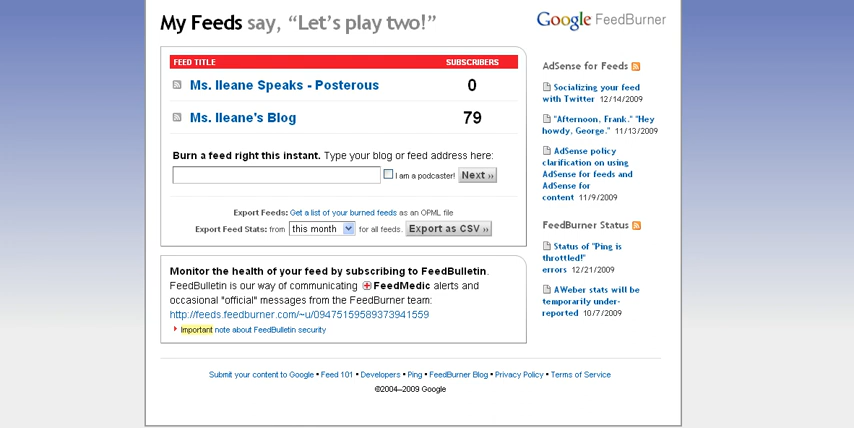 My Feeds say, “Let's play two!”
Google FeedBurner
FEED TITLE SUBSCRIBERS
Ms. Ileane Speaks - Posterous 0
Ms. Ileane's Blog 79
Burn a feed right this instant. Type your blog or feed address here:
I am a podcaster! Next ››
Export Feeds: Get a list of your burned feeds as an OPML file
Export Feed Stats: from this month for all feeds. Export as CSV ››
Monitor the health of your feed by subscribing to FeedBulletin.
FeedBulletin is our way of communicating FeedMedic alerts and
occasional "official" messages from the FeedBurner team:
http://feeds.feedburner.com/~u/09475159589373941559
Important note about FeedBulletin security
AdSense for Feeds
Socializing your feed
with Twitter 12/14/2009
"Afternoon, Frank." "Hey
howdy, George." 11/13/2009
AdSense policy
clarification on using
AdSense for feeds and
AdSense for
content 11/9/2009
FeedBurner Status
Status of "Ping is
throttled!"
errors 12/21/2009
AWeber stats will be
temporarily under-
reported 10/7/2009
Submit your content to Google • Feed 101 • Developers • Ping • FeedBurner Blog • Privacy Policy • Terms of Service
©2004–2009 Google